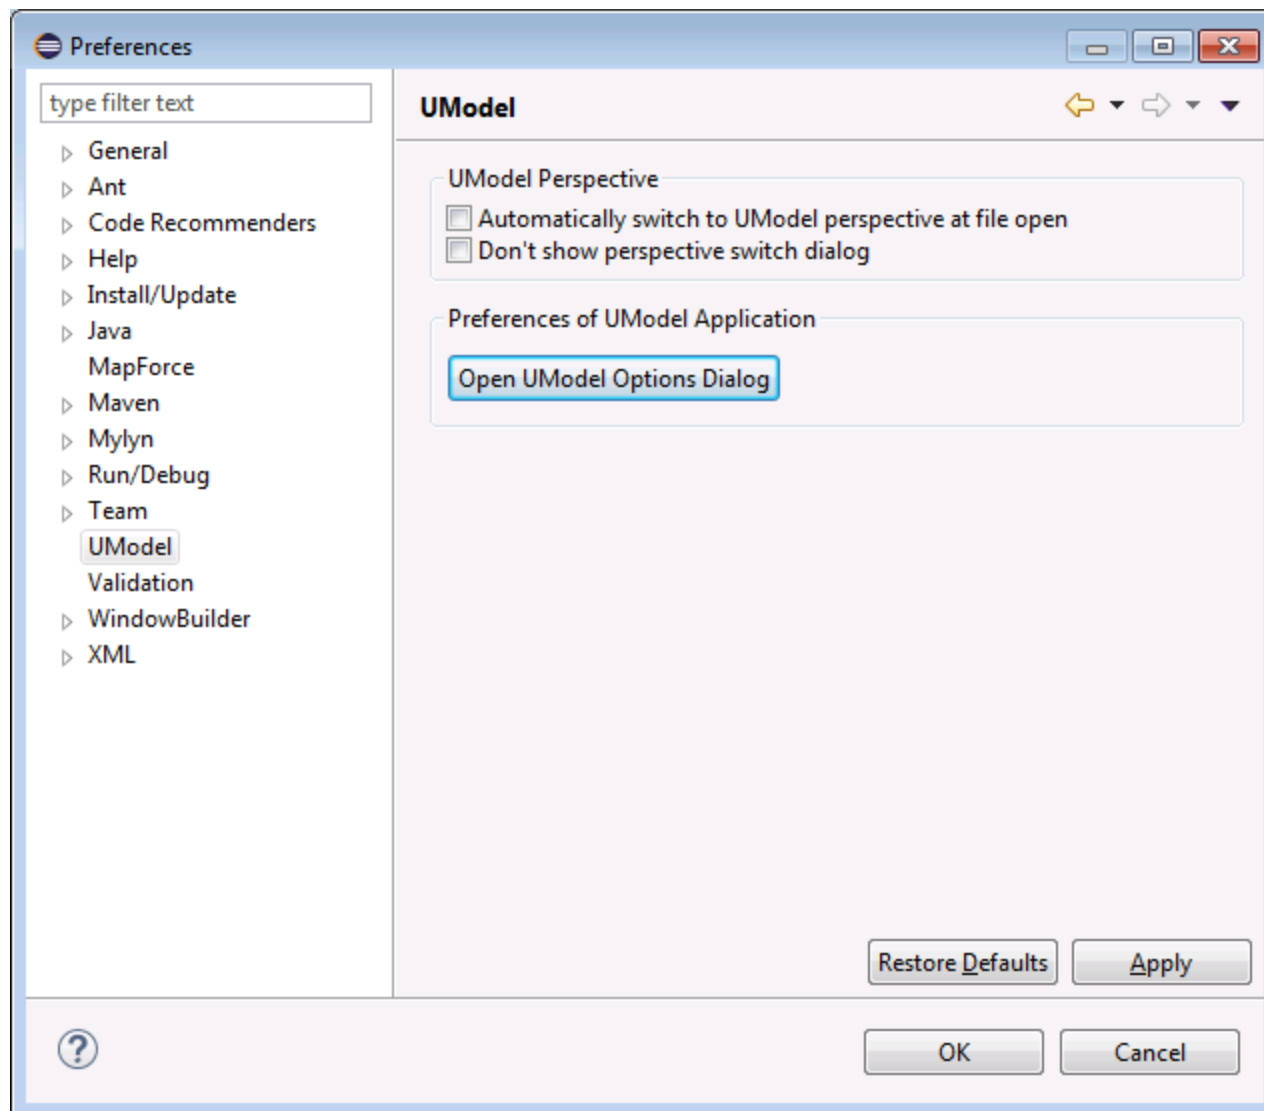 Preferences
type filter text
General
Ant
Code Recommenders
Help
Install/Update
Java
MapForce
Maven
Mylyn
Run/Debug
Team
UModel
Validation
WindowBuilder
XML
UModel
UModel Perspective
Automatically switch to UModel perspective at file open
Don't show perspective switch dialog
Preferences of UModel Application
Open UModel Options Dialog
Restore Defaults
Apply
?
OK
Cancel